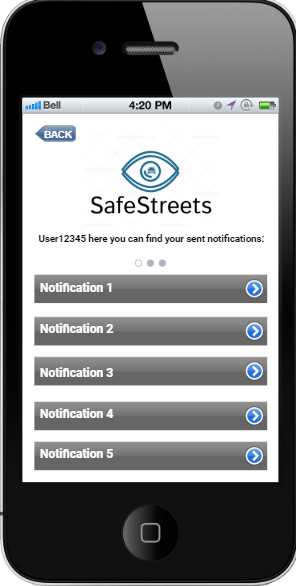 Bell 4:20 PM
BACK
SafeStreets
User12345 here you can find your sent notifications:
Notification 1
Notification 2
Notification 3
Notification 4
Notification 5